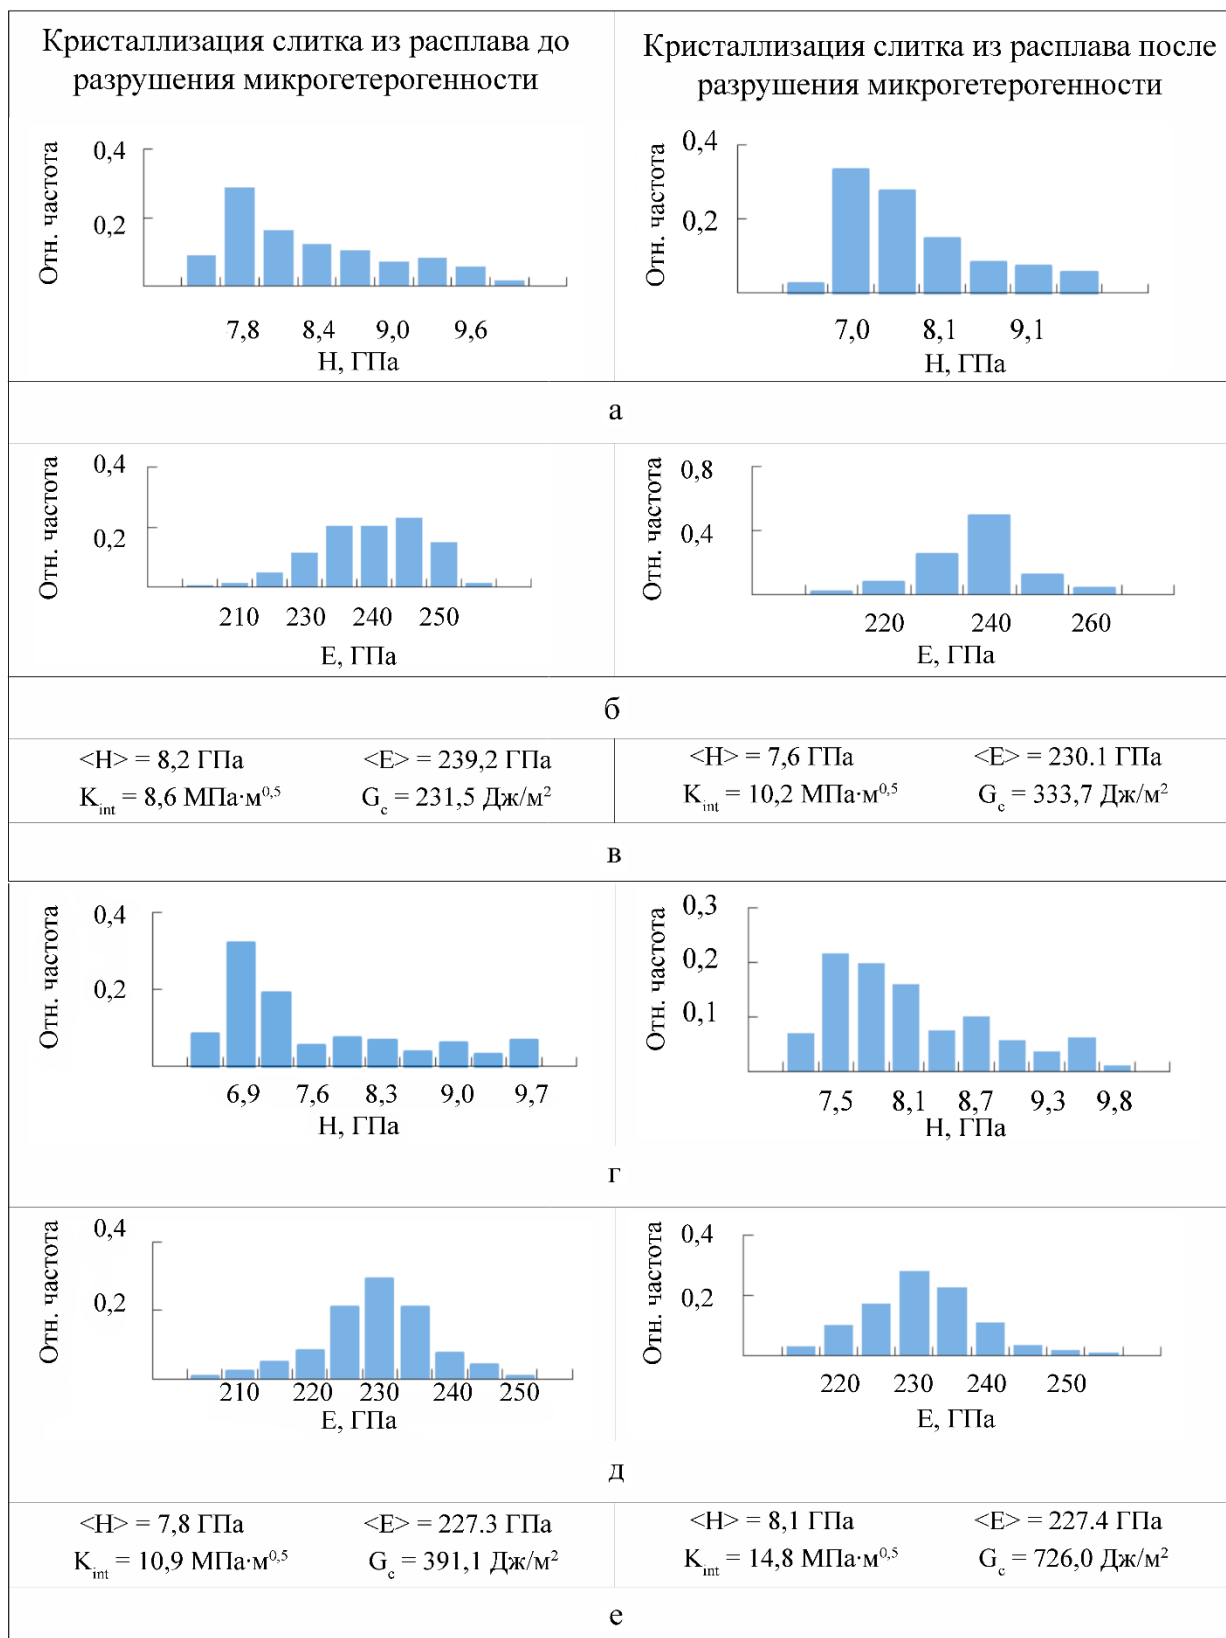 Кристаллизация слитка из расплава до
разрушения микрогетерогенности
Кристаллизация слитка из расплава после
разрушения микрогетерогенности
Отн. частота
0,4
0,2
7,8 8,4 9,0 9,6
Н, ГПа
Отн. частота
0,4
0,2
7,0 8,1 9,1
Н, ГПа
а
Отн. частота
0,4
0,2
210 230 240 250
Е, ГПа
Отн. частота
0,8
0,4
220 240 260
Е, ГПа
б
<H> = 8,2 ГПа <E> = 239,2 ГПа
K_int = 8,6 МПа·м^0,5 G_c = 231,5 Дж/м²
<H> = 7,6 ГПа <E> = 230.1 ГПа
K_int = 10,2 МПа·м^0,5 G_c = 333,7 Дж/м²
в
Отн. частота
0,4
0,2
6,9 7,6 8,3 9,0 9,7
Н, ГПа
Отн. частота
0,3
0,2
0,1
7,5 8,1 8,7 9,3 9,8
Н, ГПа
г
Отн. частота
0,4
0,2
210 220 230 240 250
Е, ГПа
Отн. частота
0,4
0,2
220 230 240 250
Е, ГПа
д
<H> = 7,8 ГПа <E> = 227.3 ГПа
K_int = 10,9 МПа·м^0,5 G_c = 391,1 Дж/м²
<H> = 8,1 ГПа <E> = 227.4 ГПа
K_int = 14,8 МПа·м^0,5 G_c = 726,0 Дж/м²
е